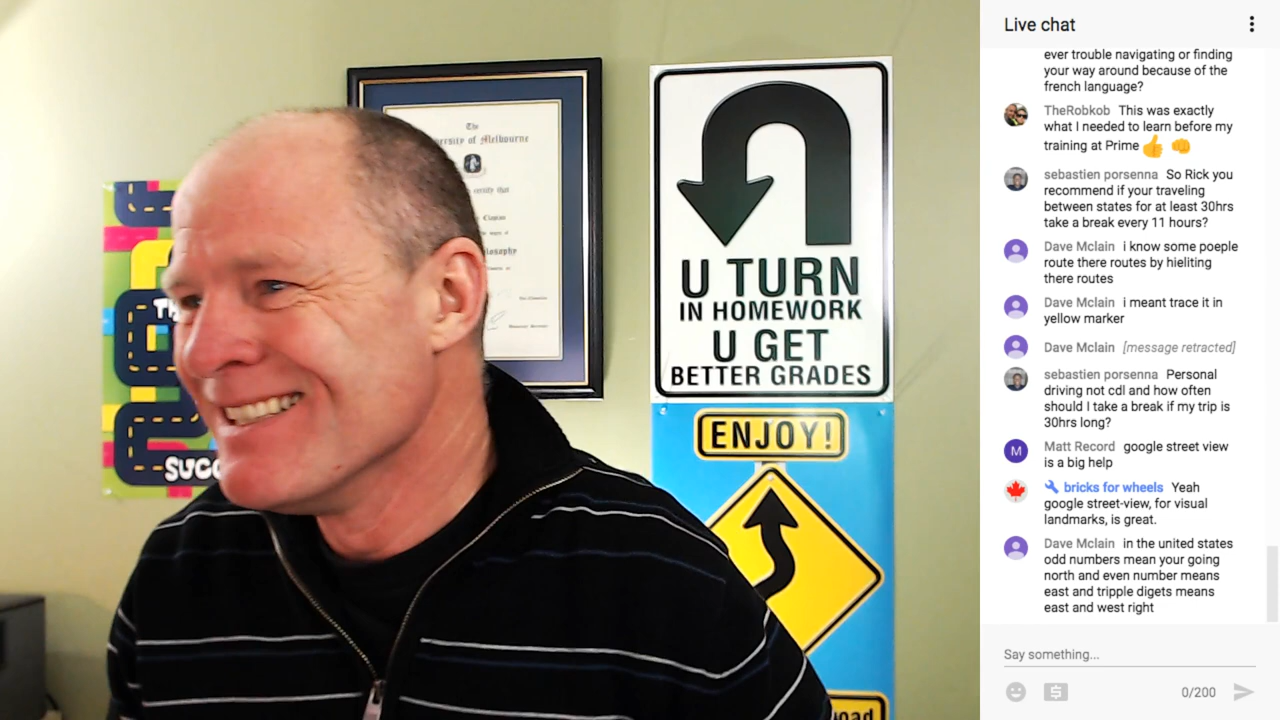 The
University of Melbourne
certify that
Clayton
U TURN
IN HOMEWORK
U GET
BETTER GRADES
ENJOY!
SUCC
Live chat
ever trouble navigating or finding
your way around because of the
french language?
TheRobkob This was exactly
what I needed to learn before my
training at Prime 👍 👊
sebastien porsenna So Rick you
recommend if your traveling
between states for at least 30hrs
take a break every 11 hours?
Dave Mclain i know some preple
route there routes by hieliting
there routes
Dave Mclain i meant trace it in
yellow marker
Dave Mclain [message retracted]
sebastien porsenna Personal
driving not cdl and how often
should I take a break if my trip is
30hrs long?
M
Matt Record google street view
is a big help
bricks for wheels Yeah
google street-view, for visual
landmarks, is great.
Dave Mclain in the united states
odd numbers mean your going
north and even number means
east and tripple digets means
east and west right
Say something...
0/200